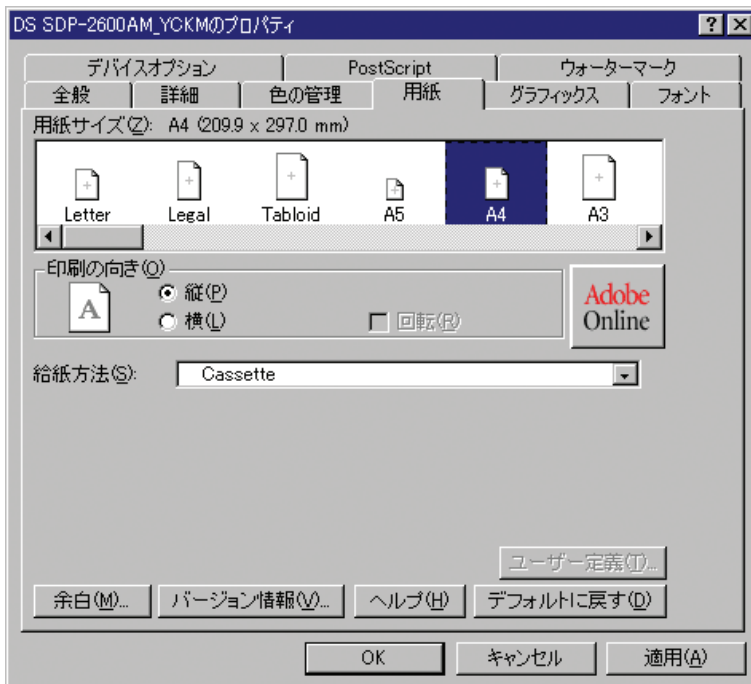 DS SDP-2600AM_YCKMのプロパティ
デバイスオプション PostScript ウォーターマーク
全般 詳細 色の管理 用紙 グラフィックス フォント
用紙サイズ(Z): A4 (209.9 x 297.0 mm)
Letter Legal Tabloid A5 A4 A3
印刷の向き(O)
A
縦(P)
横(L) 回転(R)
Adobe
Online
給紙方法(S): Cassette
ユーザー定義(T)...
余白(M)... バージョン情報(V)... ヘルプ(H) デフォルトに戻す(D)
OK キャンセル 適用(A)